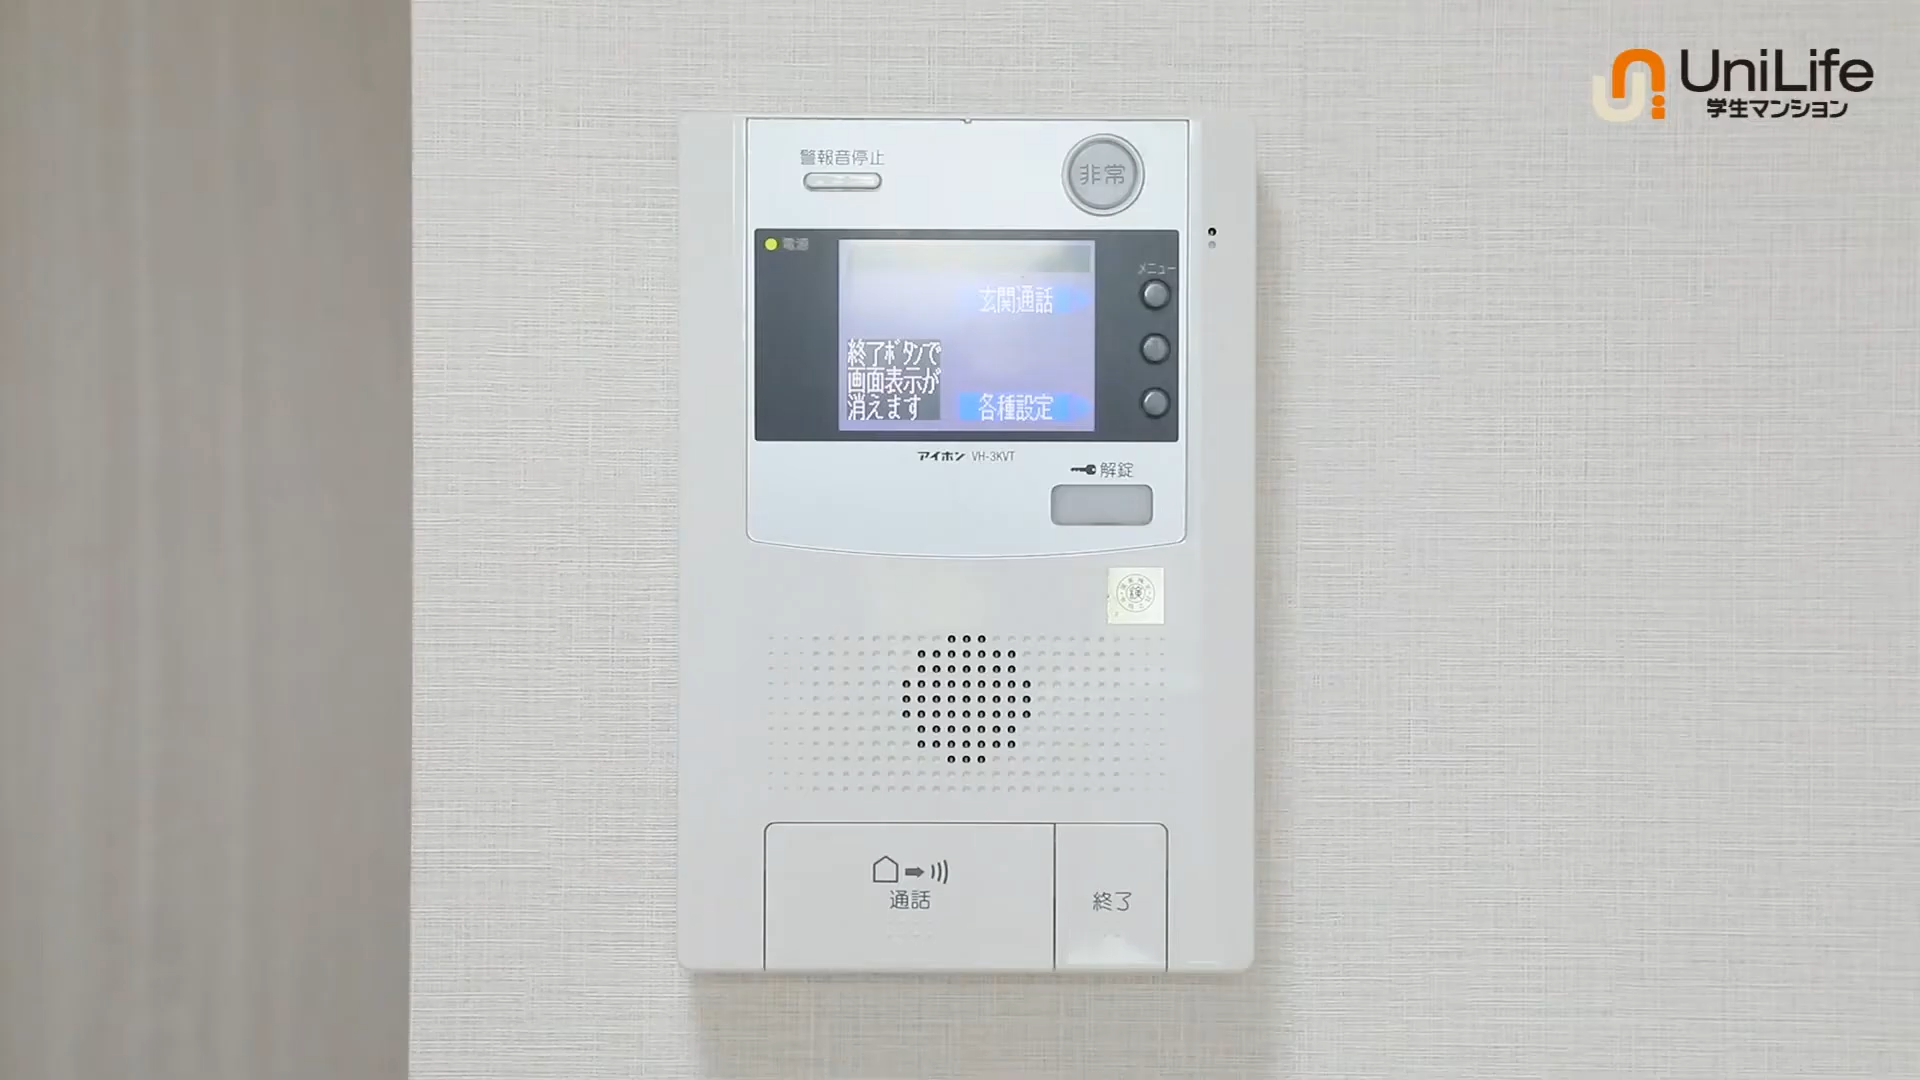 UniLife
学生マンション
警報音停止
非常
電源
メニュー
玄関通話
終了ボタンで
画面表示が
消えます
各種設定
アイホン VH-3KVT
解錠
通話
終了